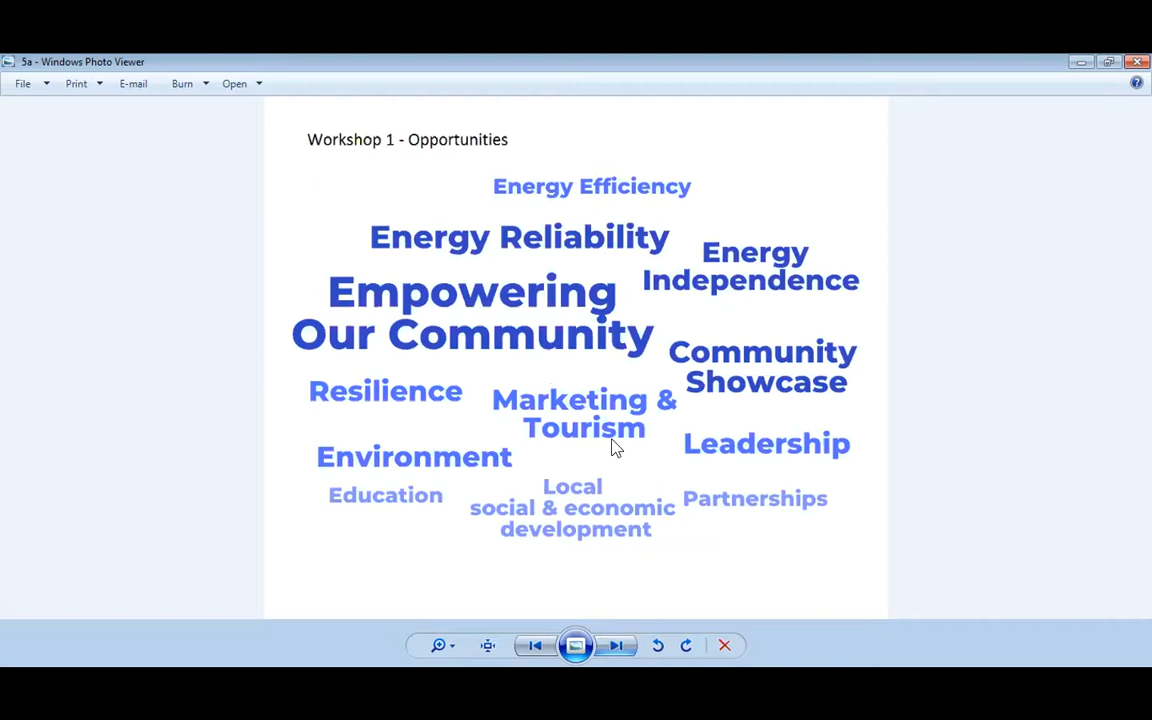 5a - Windows Photo Viewer
File Print E-mail Burn Open
Workshop 1 - Opportunities
Energy Efficiency
Energy Reliability
Energy
Independence
Empowering
Our Community
Community
Showcase
Resilience
Marketing &
Tourism
Leadership
Environment
Education
Local
social & economic
development
Partnerships